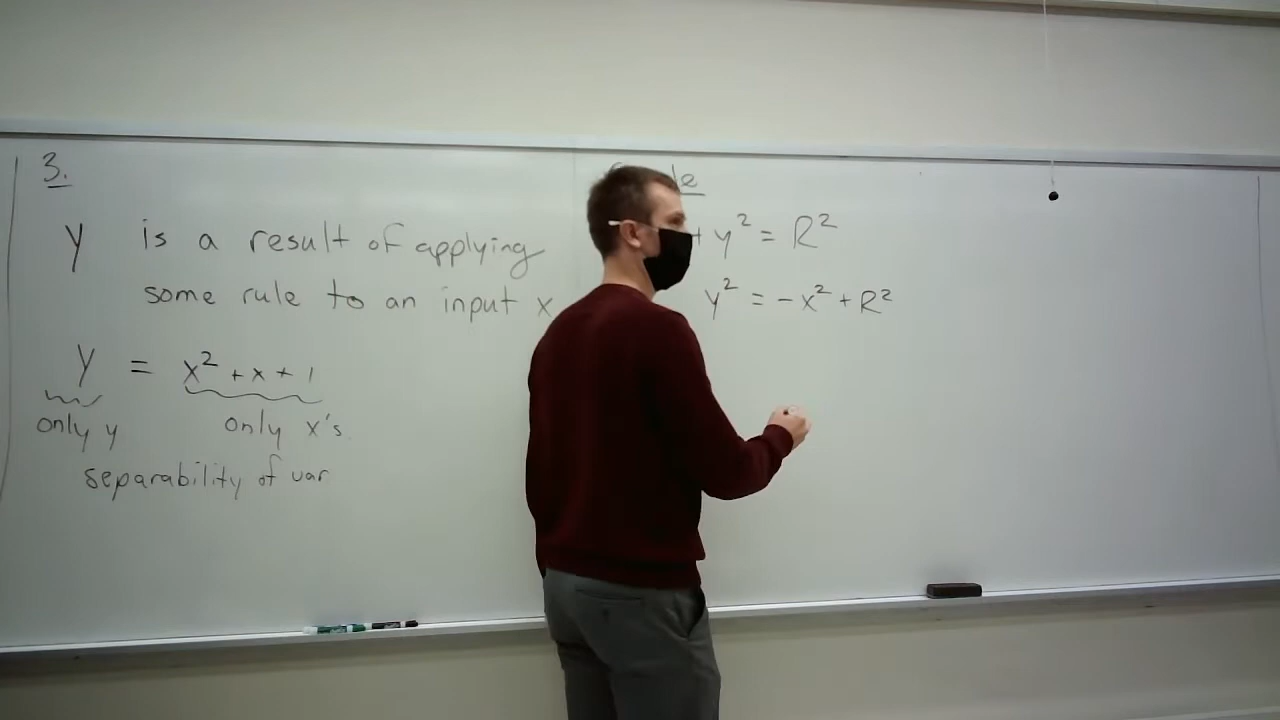 3.
y is a result of applying
some rule to an input x
y = x² + x + 1
only y only x's.
separability of var
+ y² = R²
y² = -x² + R²